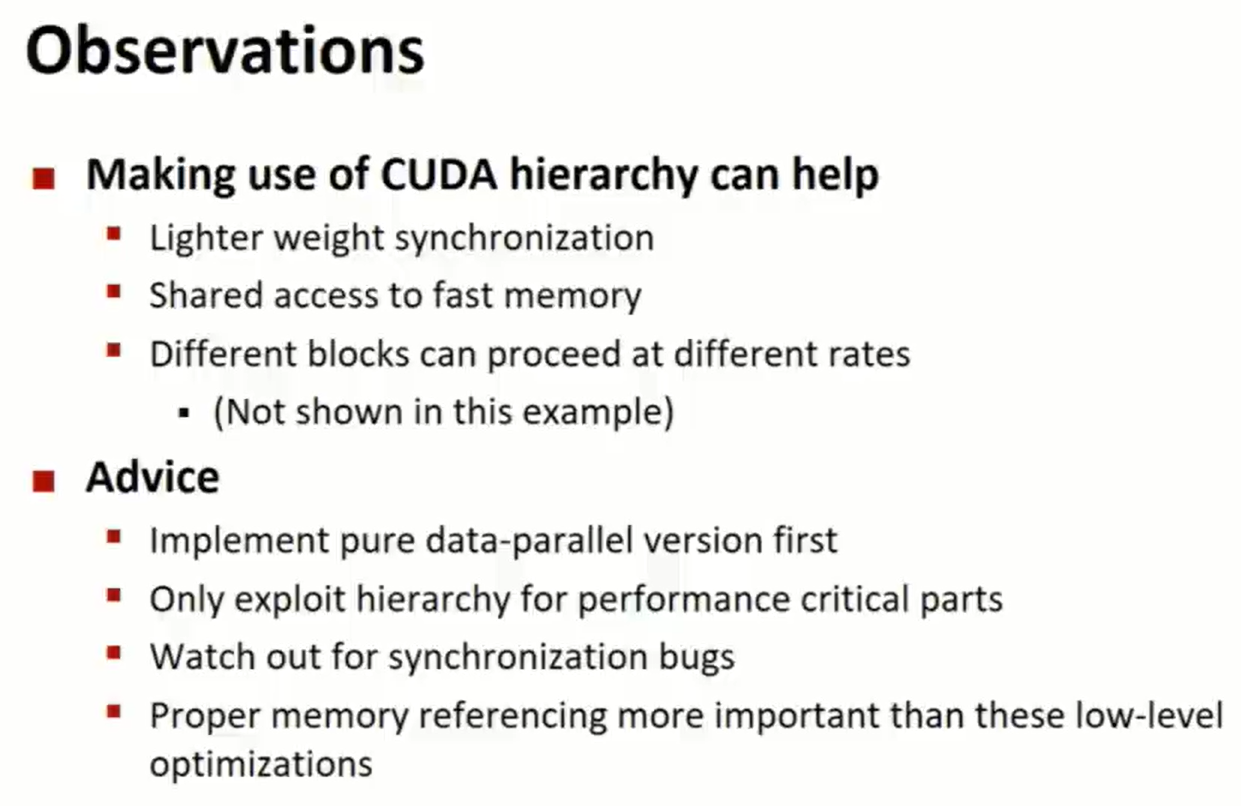 Observations
Making use of CUDA hierarchy can help
Lighter weight synchronization
Shared access to fast memory
Different blocks can proceed at different rates
(Not shown in this example)
Advice
Implement pure data-parallel version first
Only exploit hierarchy for performance critical parts
Watch out for synchronization bugs
Proper memory referencing more important than these low-level
optimizations